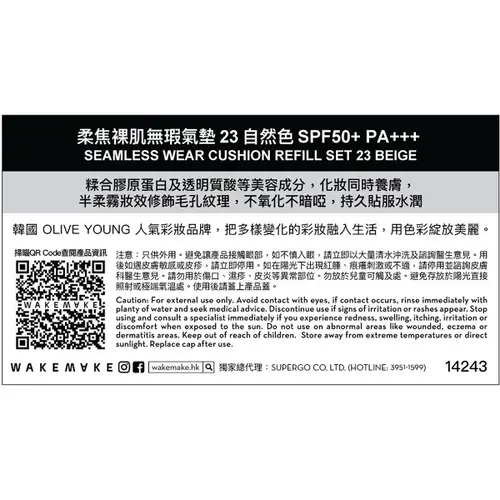 柔焦裸肌無瑕氣墊 23 自然色 SPF50+ PA+++
SEAMLESS WEAR CUSHION REFILL SET 23 BEIGE
糅合膠原蛋白及透明質酸等美容成分，化妝同時養膚，
半柔霧妝效修飾毛孔紋理，不氧化不暗啞，持久貼服水潤
韓國 OLIVE YOUNG 人氣彩妝品牌，把多樣變化的彩妝融入生活，用色彩綻放美麗。
掃瞄QR Code查閱產品資訊
注意：只供外用。避免讓產品接觸眼部，如不慎入眼，請立即以大量清水沖洗及諮詢醫生意見。用
後如遇皮膚敏感或皮疹，請立即停用。如在陽光下出現紅腫、痕癢刺激或不適，請停用並諮詢皮膚
科醫生意見。請勿用於傷口、濕疹、皮炎等異常部位。勿放於兒童可觸及處。避免存放於陽光直接
照射或極端氣溫處。使用後請蓋上產品蓋。
Caution: For external use only. Avoid contact with eyes, if contact occurs, rinse immediately with
plenty of water and seek medical advice. Discontinue use if signs of irritation or rashes appear. Stop
using and consult a specialist immediately if you experience redness, swelling, itching, irritation or
discomfort when exposed to the sun. Do not use on abnormal areas like wounded, eczema or
dermatitis areas. Keep out of reach of children. Store away from extreme temperatures or direct
sunlight. Replace cap after use.
WAKEMAKE
WAKEMAKE wakemake.hk 獨家總代理：SUPERGO CO. LTD. (HOTLINE: 3951-1599) 14243